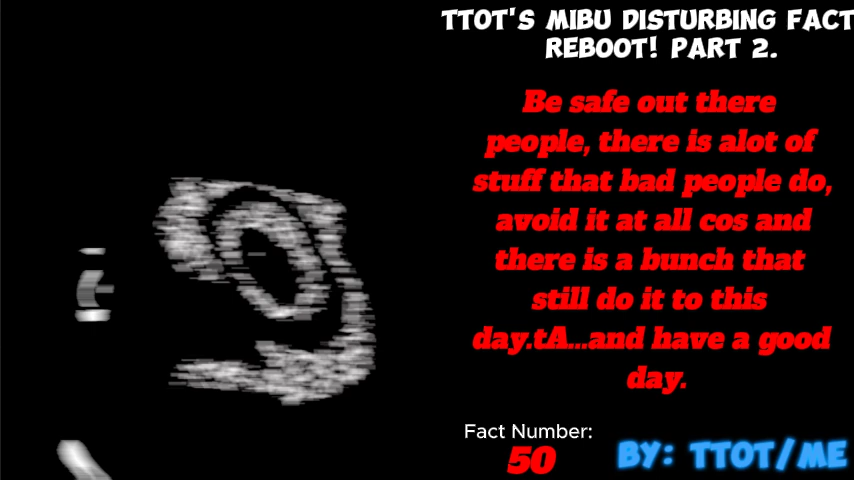 TTOT'S MIBU DISTURBING FACT
REBOOT! PART 2.
Be safe out there
people, there is alot of
stuff that bad people do,
avoid it at all cos and
there is a bunch that
still do it to this
day.tA...and have a good
day.
Fact Number:
50
BY: TTOT/ME